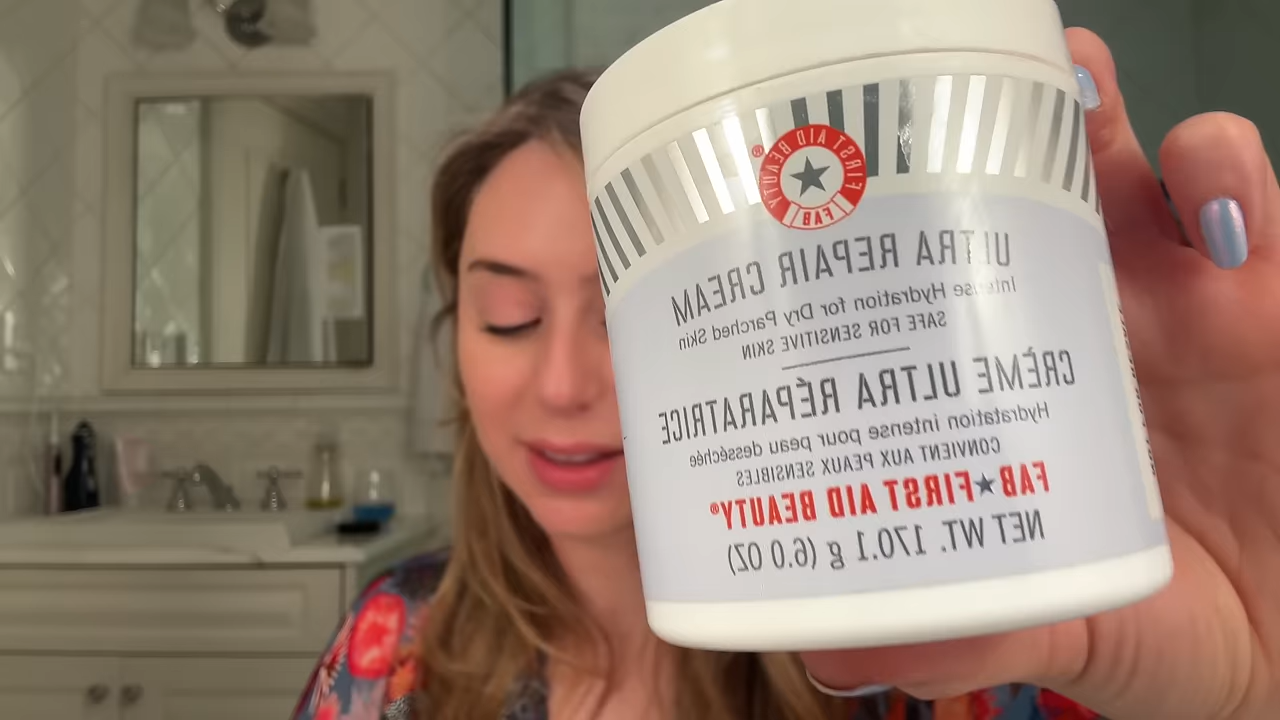 FIRST AID BEAUTY
FAB
®
ULTRA REPAIR CREAM
Intense Hydration for Dry Parched Skin
SAFE FOR SENSITIVE SKIN
CRÈME ULTRA RÉPARATRICE
Hydratation intense pour peau desséchée
CONVIENT AUX PEAUX SENSIBLES
FAB★FIRST AID BEAUTY®
NET WT. 170.1 g (6.0 OZ)